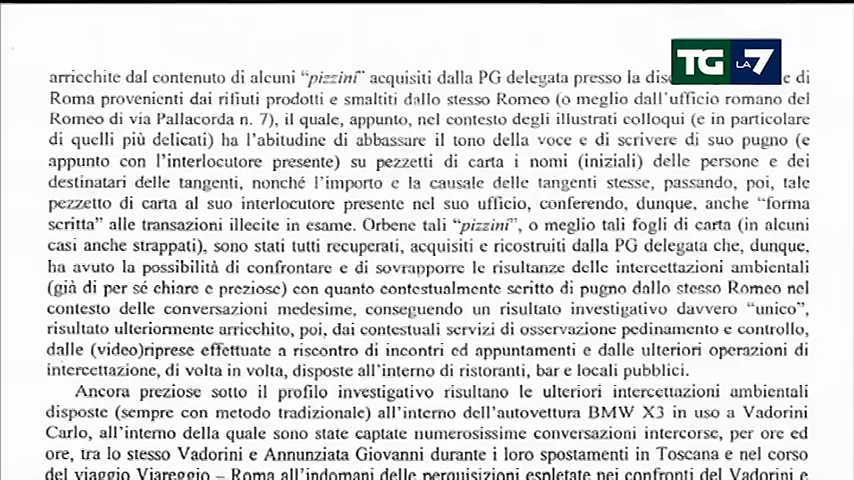 TG LA7
arricchite dal contenuto di alcuni “pizzini” acquisiti dalla PG delegata presso la e di
Roma provenienti dai rifiuti prodotti e smaltiti dallo stesso Romeo (o meglio dall’ufficio romano del
Romeo di via Pallacorda n. 7), il quale, appunto, nel contesto degli illustrati colloqui (e in particolare
di quelli più delicati) ha l’abitudine di abbassare il tono della voce e di scrivere di suo pugno (e
appunto con l’interlocutore presente) su pezzetti di carta i nomi (iniziali) delle persone e dei
destinatari delle tangenti, nonché l’importo e la causale delle tangenti stesse, passando, poi, tale
pezzetto di carta al suo interlocutore presente nel suo ufficio, conferendo, dunque, anche “forma
scritta” alle transazioni illecite in esame. Orbene tali “pizzini”, o meglio tali fogli di carta (in alcuni
casi anche strappati), sono stati tutti recuperati, acquisiti e ricostruiti dalla PG delegata che, dunque,
ha avuto la possibilità di confrontare e di sovrapporre le risultanze delle intercettazioni ambientali
(già di per sé chiare e preziose) con quanto contestualmente scritto di pugno dallo stesso Romeo nel
contesto delle conversazioni medesime, conseguendo un risultato investigativo davvero “unico”,
risultato ulteriormente arricchito, poi, dai contestuali servizi di osservazione pedinamento e controllo,
dalle (video)riprese effettuate a riscontro di incontri ed appuntamenti e dalle ulteriori operazioni di
intercettazione, di volta in volta, disposte all’interno di ristoranti, bar e locali pubblici.
Ancora preziose sotto il profilo investigativo risultano le ulteriori intercettazioni ambientali
disposte (sempre con metodo tradizionale) all’interno dell’autovettura BMW X3 in uso a Vadorini
Carlo, all’interno della quale sono state captate numerosissime conversazioni intercorse, per ore ed
ore, tra lo stesso Vadorini e Annunziata Giovanni durante i loro spostamenti in Toscana e nel corso
del viaggio Viareggio – Roma all’indomani delle perquisizioni espletate nei confronti del Vadorini e